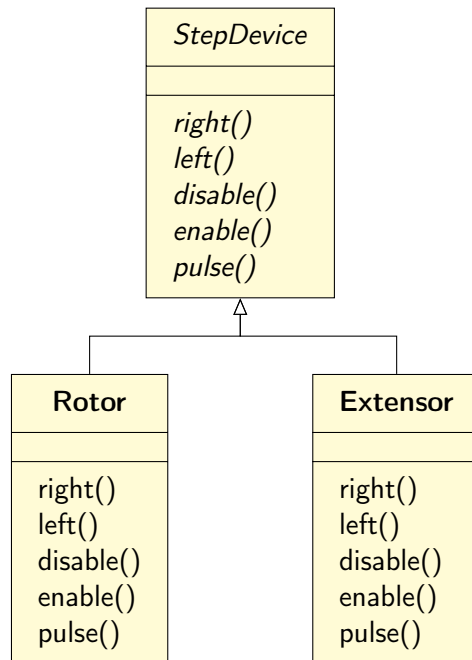 StepDevice
right()
left()
disable()
enable()
pulse()
Rotor
right()
left()
disable()
enable()
pulse()
Extensor
right()
left()
disable()
enable()
pulse()